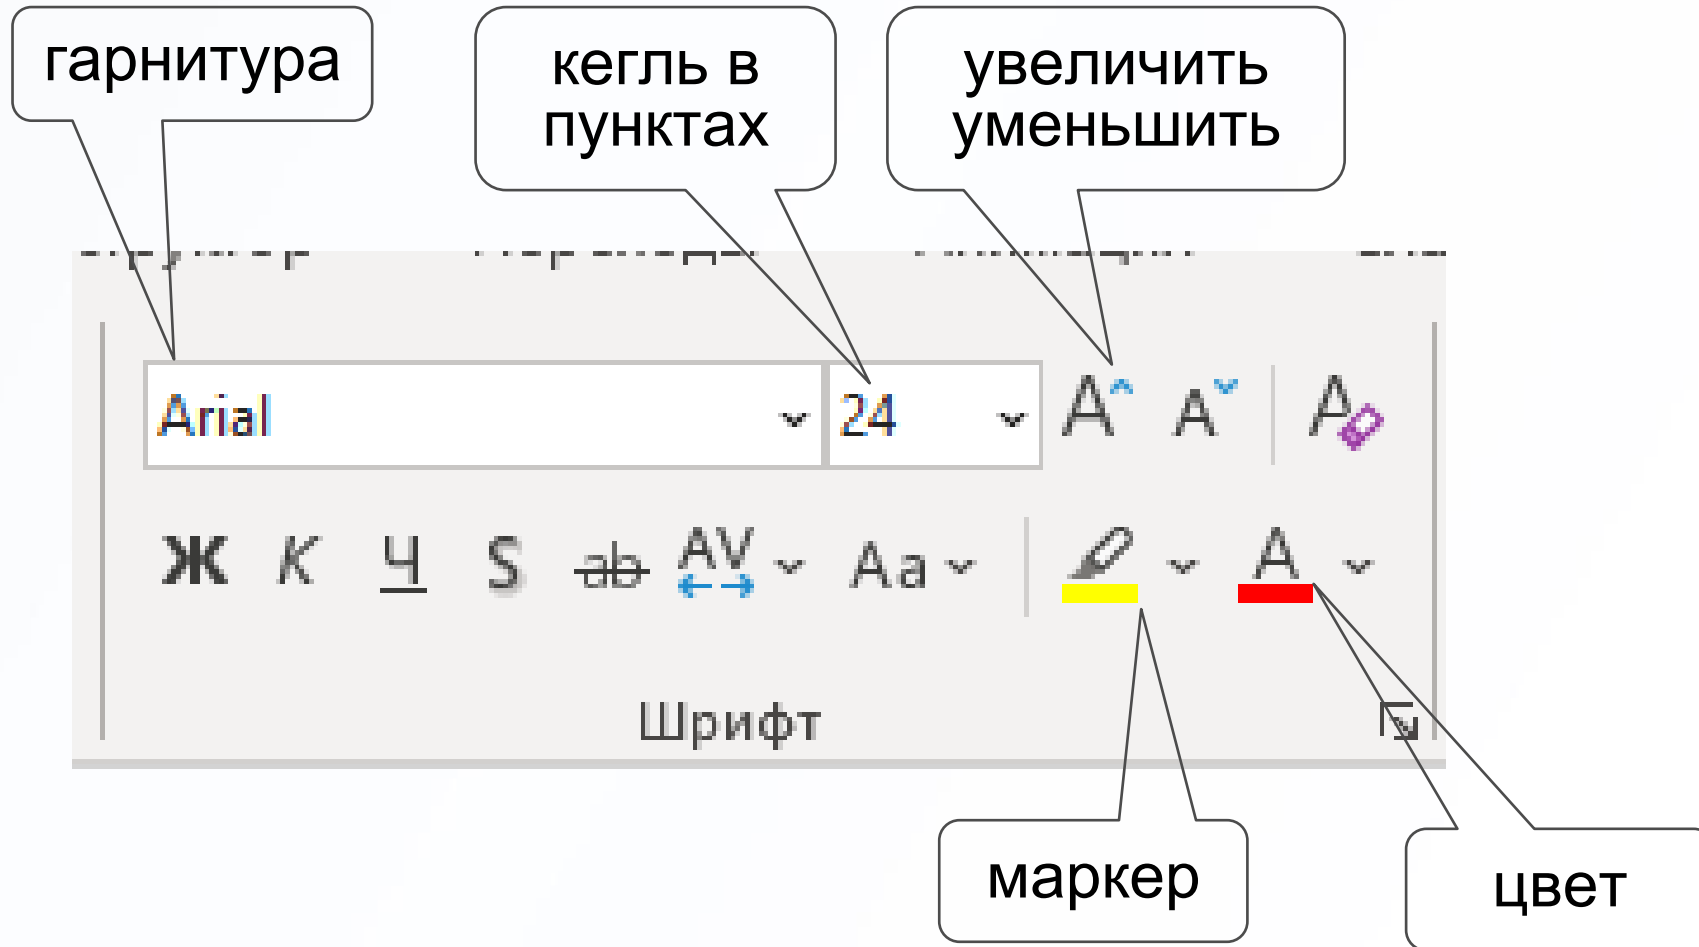 гарнитура
кегль в
пунктах
увеличить
уменьшить
Arial
24
A A A
Ж К Ч S ab AV Aa A
Шрифт
маркер
цвет